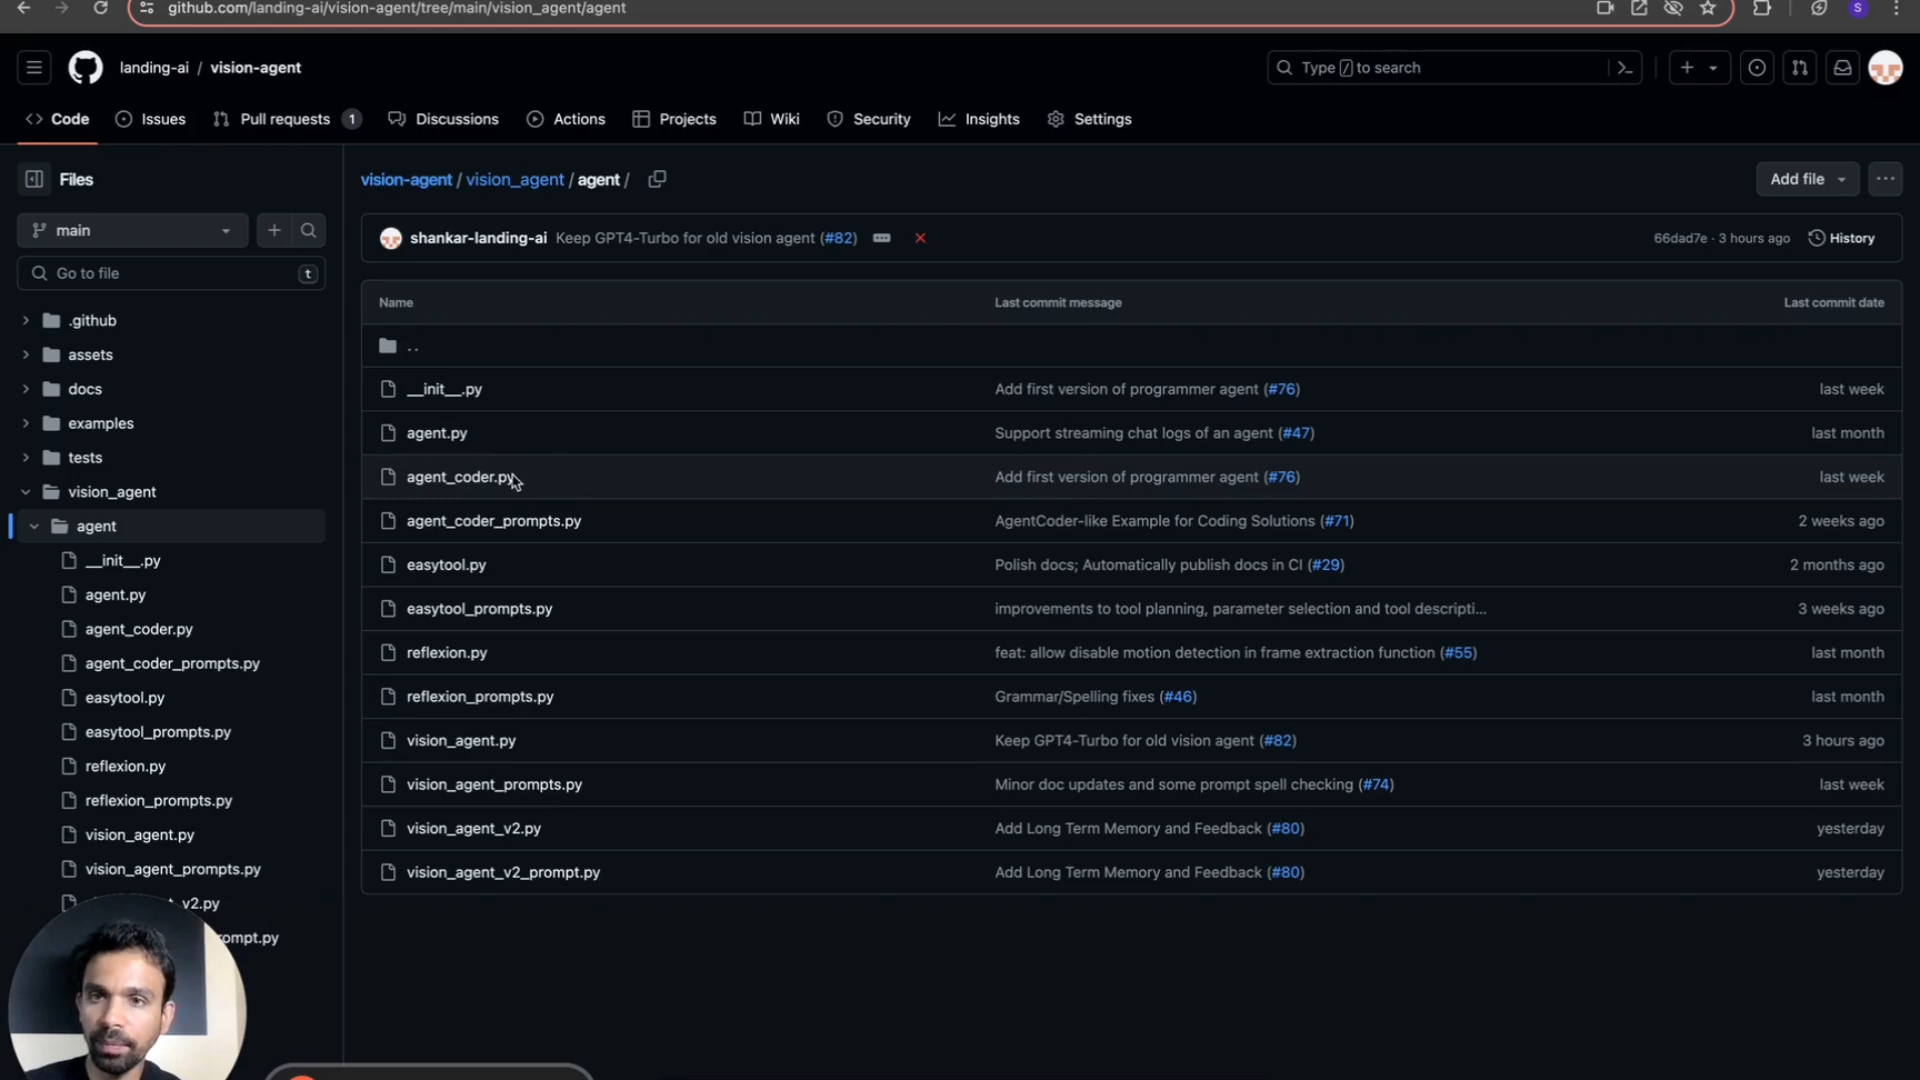 github.com/landing-ai/vision-agent/tree/main/vision_agent/agent
S
landing-ai / vision-agent
Type / to search
Code
Issues
Pull requests 1
Discussions
Actions
Projects
Wiki
Security
Insights
Settings
Files
main
Go to file
t
.github
assets
docs
examples
tests
vision_agent
agent
__init__.py
agent.py
agent_coder.py
agent_coder_prompts.py
easytool.py
easytool_prompts.py
reflexion.py
reflexion_prompts.py
vision_agent.py
vision_agent_prompts.py
v2.py
rompt.py
vision-agent / vision_agent / agent /
Add file
shankar-landing-ai Keep GPT4-Turbo for old vision agent (#82)
66dad7e · 3 hours ago
History
Name Last commit message Last commit date
..
__init__.py Add first version of programmer agent (#76) last week
agent.py Support streaming chat logs of an agent (#47) last month
agent_coder.py Add first version of programmer agent (#76) last week
agent_coder_prompts.py AgentCoder-like Example for Coding Solutions (#71) 2 weeks ago
easytool.py Polish docs; Automatically publish docs in CI (#29) 2 months ago
easytool_prompts.py improvements to tool planning, parameter selection and tool descripti... 3 weeks ago
reflexion.py feat: allow disable motion detection in frame extraction function (#55) last month
reflexion_prompts.py Grammar/Spelling fixes (#46) last month
vision_agent.py Keep GPT4-Turbo for old vision agent (#82) 3 hours ago
vision_agent_prompts.py Minor doc updates and some prompt spell checking (#74) last week
vision_agent_v2.py Add Long Term Memory and Feedback (#80) yesterday
vision_agent_v2_prompt.py Add Long Term Memory and Feedback (#80) yesterday